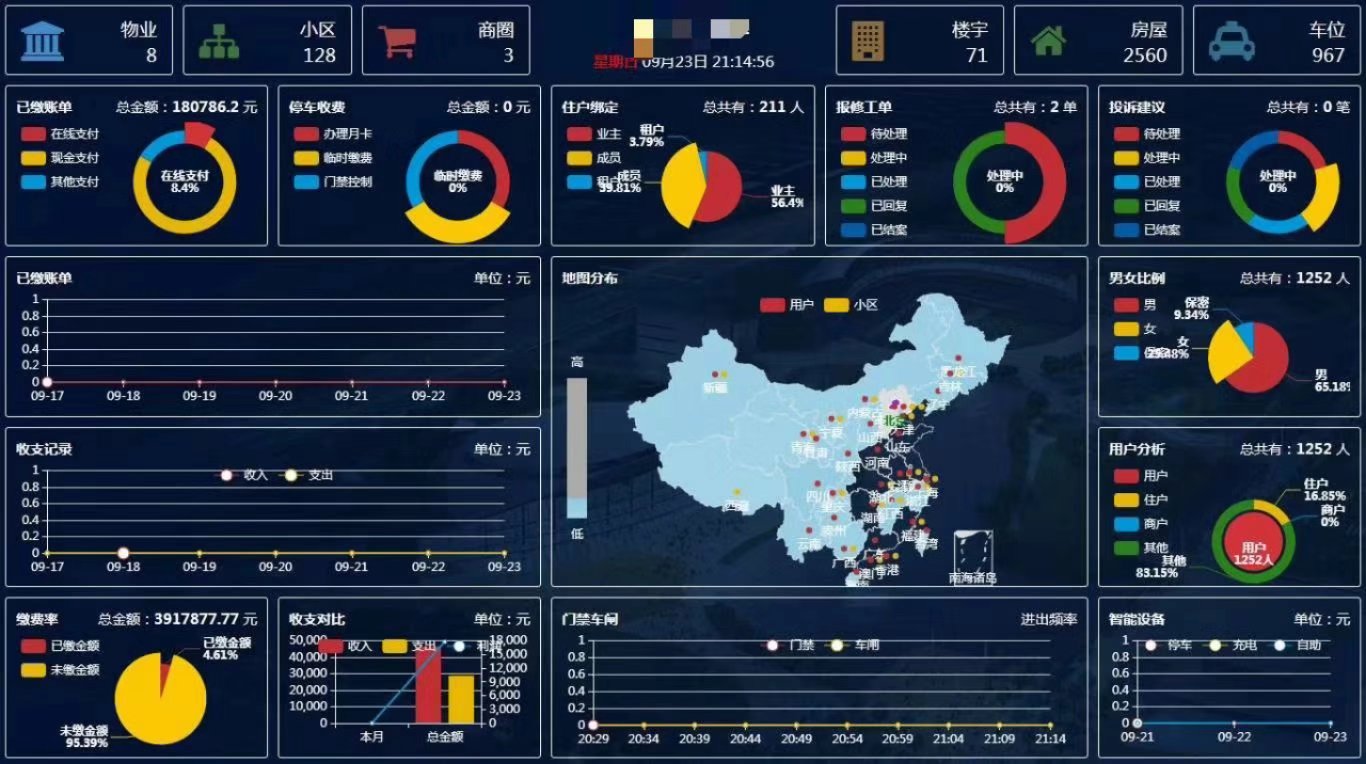 物业
8
小区
128
商圈
3
星期日 09月23日 21:14:56
楼宇
71
房屋
2560
车位
967
已缴账单 总金额：180786.2 元
在线支付
现金支付
其他支付
在线支付
8.4%
停车收费 总金额：0 元
办理月卡
临时缴费
门禁控制
临时缴费
0%
住户绑定 总共有：211 人
业主
成员
租户
租户
3.79%
成员
39.81%
业主
56.4%
报修工单 总共有：2 单
待处理
处理中
已处理
已回复
已结案
处理中
0%
投诉建议 总共有：0 笔
待处理
处理中
已处理
已回复
已结案
处理中
0%
已缴账单 单位：元
1
0.8
0.6
0.4
0.2
0
09-17 09-18 09-19 09-20 09-21 09-22 09-23
收支记录 单位：元
收入 支出
1
0.8
0.6
0.4
0.2
0
09-17 09-18 09-19 09-20 09-21 09-22 09-23
地图分布
用户 小区
高
低
新疆
黑龙江
吉林
辽宁
内蒙古
北京
天津
宁夏
山西
山东
青海
甘肃
河南
陕西
西藏
四川
重庆
湖北
浙江
江西
湖南
贵州
云南
福建
台湾
广西
广东
香港
澳门
南海诸岛
男女比例 总共有：1252 人
男
女
保密
保密
9.34%
女
25.48%
男
65.18%
用户分析 总共有：1252 人
用户
住户
商户
其他
住户
16.85%
商户
0%
用户
1252人
其他
83.15%
缴费率 总金额：3917877.77 元
已缴金额
未缴金额
已缴金额
4.61%
未缴金额
95.39%
收支对比 单位：元
收入 支出 利润
50,000
40,000
30,000
20,000
10,000
0
18,000
15,000
12,000
9,000
6,000
3,000
0
本月 总金额
门禁车闸 进出频率
门禁 车闸
1
0.8
0.6
0.4
0.2
0
20:29 20:34 20:39 20:44 20:49 20:54 20:59 21:04 21:09 21:14
智能设备 单位：元
停车 充电 自助
1
0.8
0.6
0.4
0.2
0
09-21 09-22 09-23